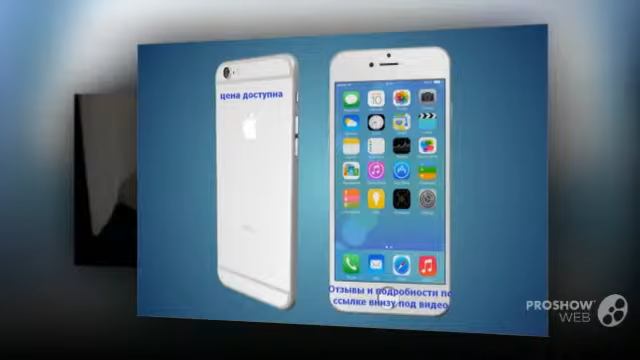 цена доступна
Отзывы и подробности по
ссылке внизу под видео
PROSHOW
WEB